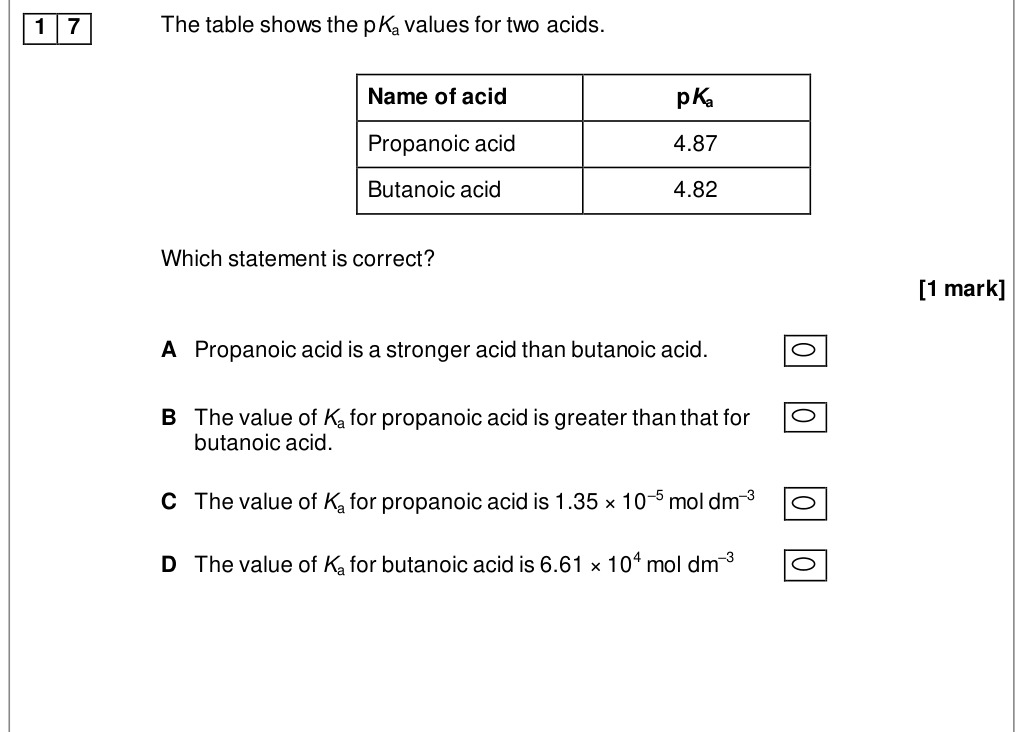 17 The table shows the pKₐ values for two acids.
Name of acid pKₐ
Propanoic acid 4.87
Butanoic acid 4.82
Which statement is correct?
[1 mark]
A Propanoic acid is a stronger acid than butanoic acid.
B The value of Kₐ for propanoic acid is greater than that for
butanoic acid.
C The value of Kₐ for propanoic acid is 1.35 × 10⁻⁵ mol dm⁻³
D The value of Kₐ for butanoic acid is 6.61 × 10⁴ mol dm⁻³